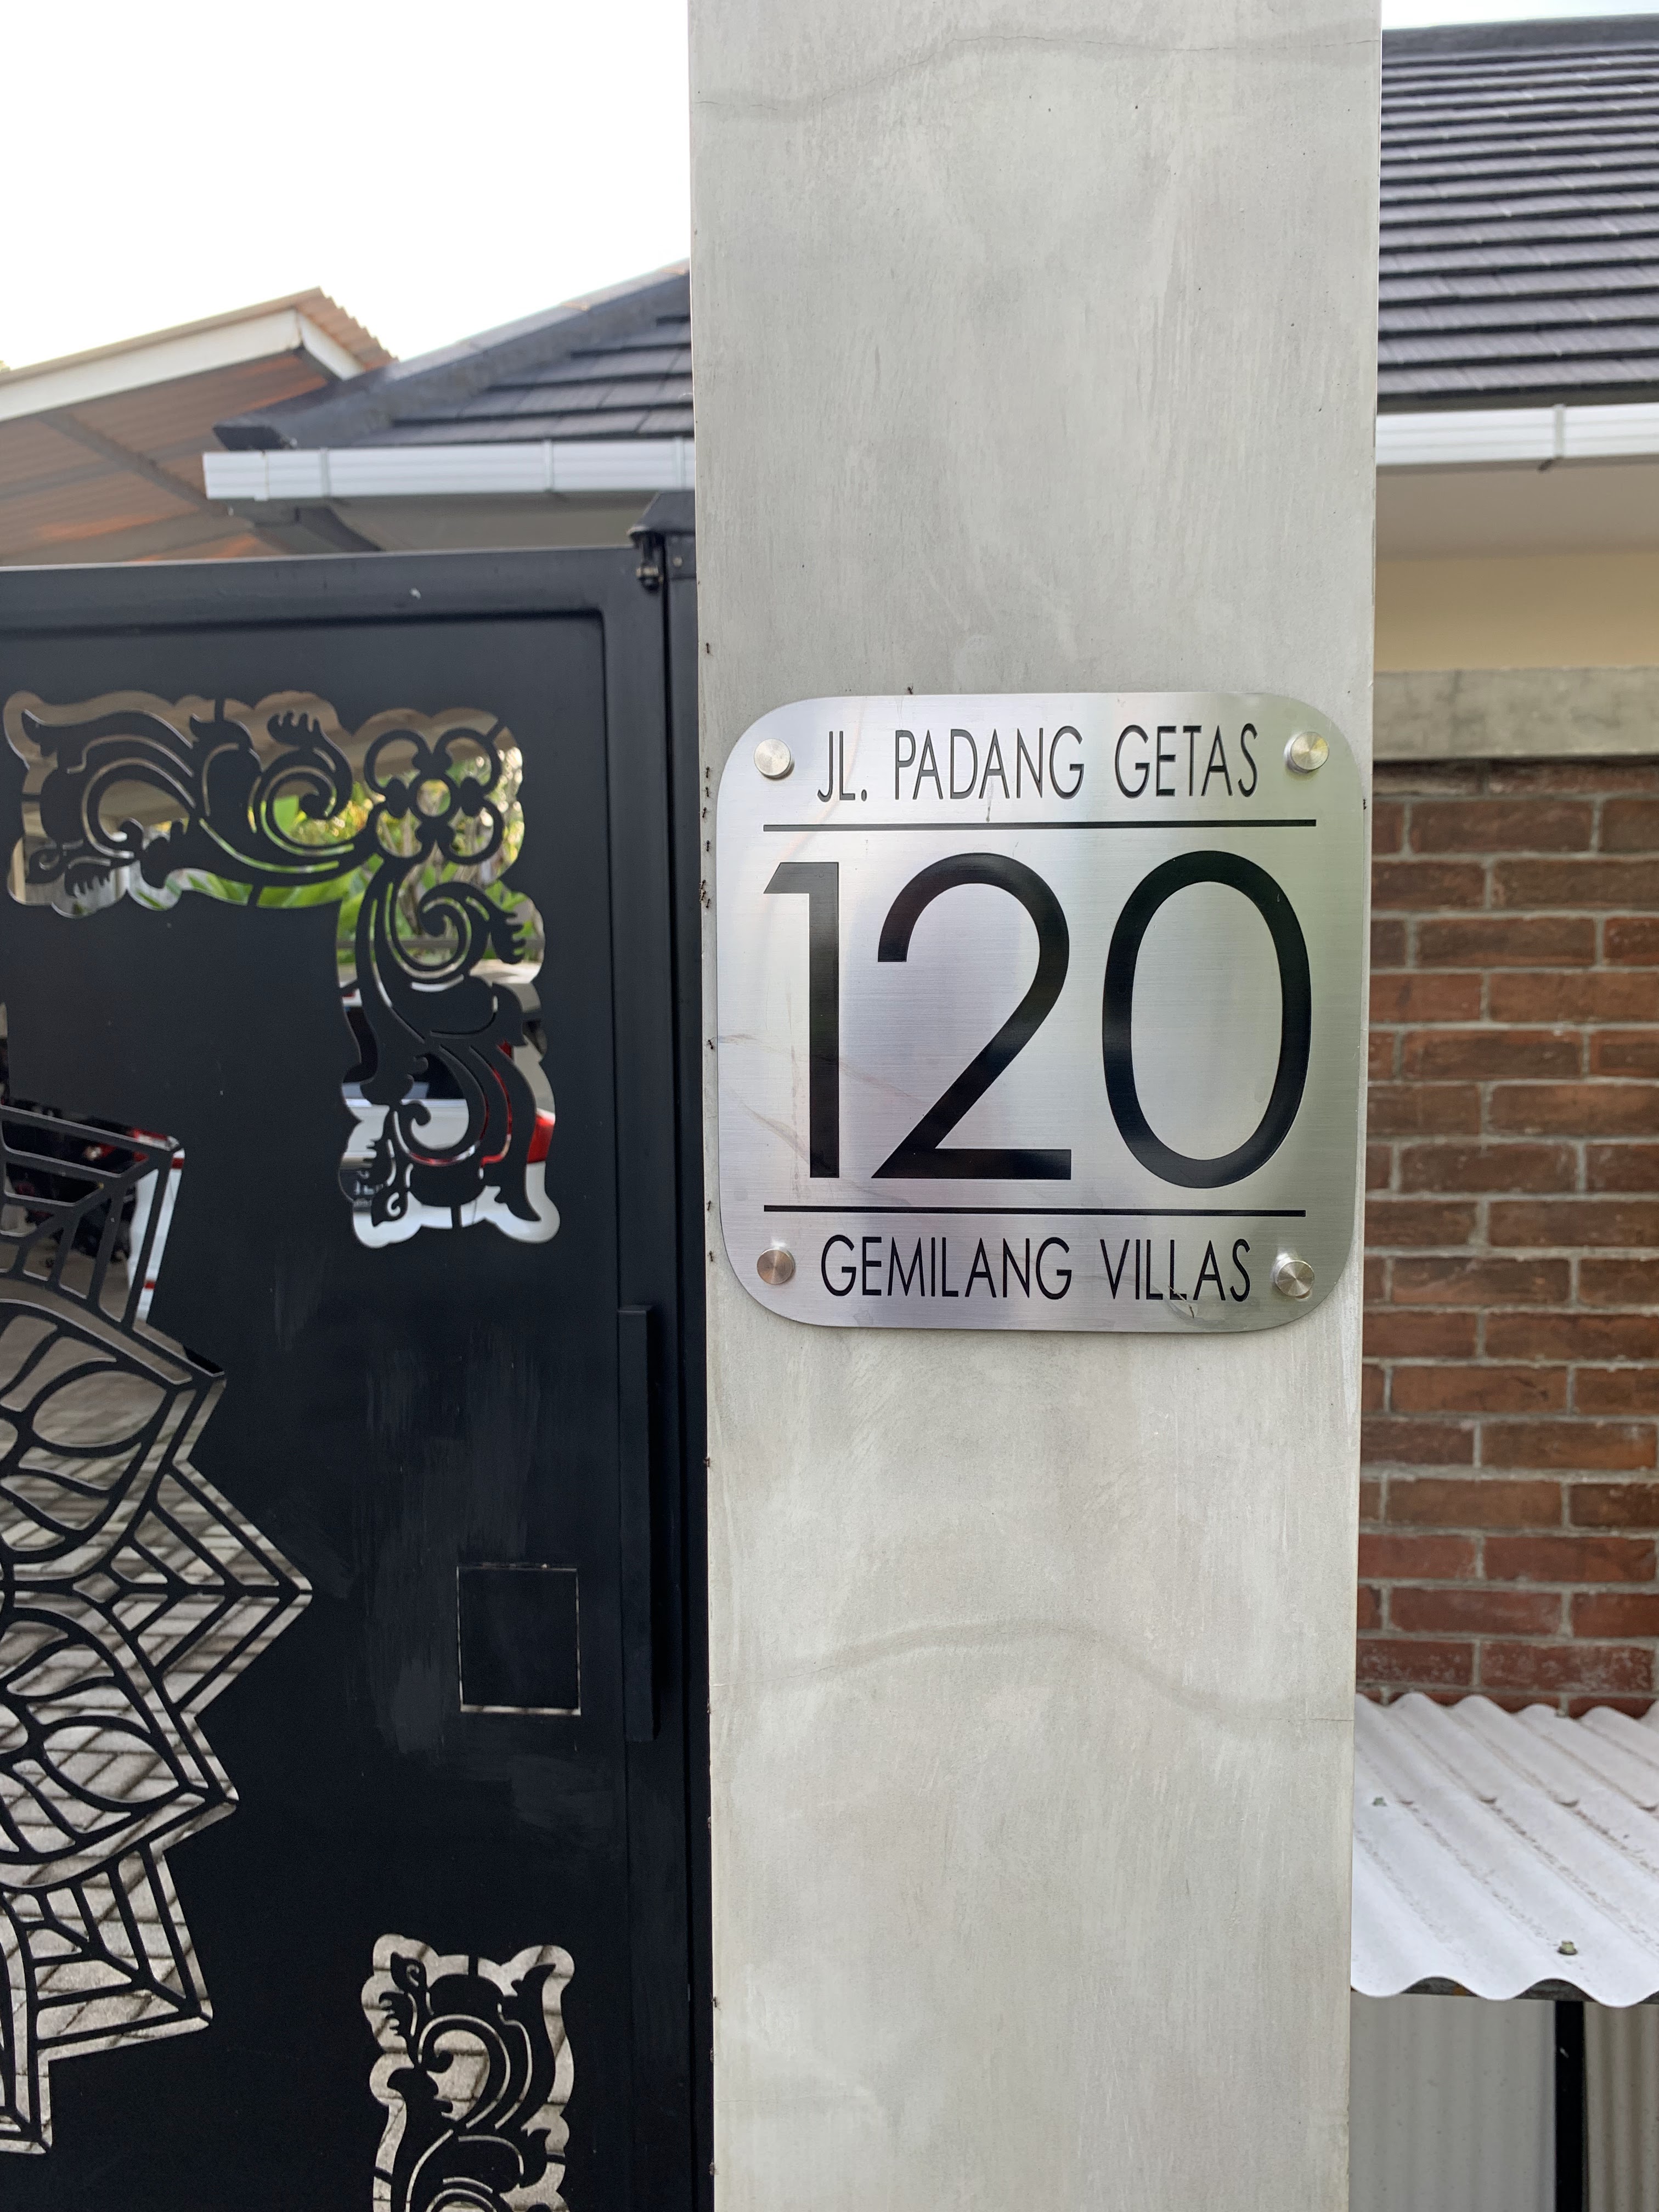 JL. PADANG GETAS
120
GEMILANG VILLAS